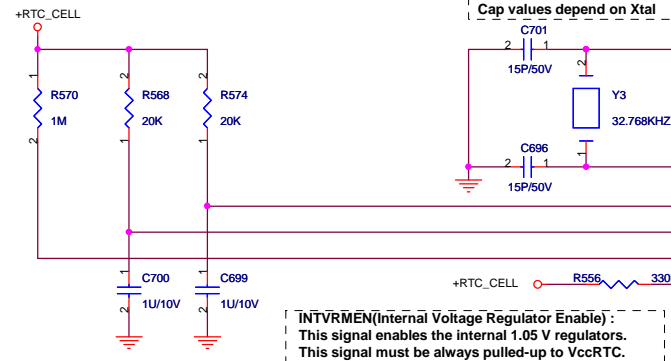 Cap values depend on Xtal
+RTC_CELL
C701
2 1
15P/50V
1
R570
1M
2
2
R568
20K
1
2
R574
20K
1
2
Y3
32.768KHZ
1
C696
2 1
15P/50V
1
C700
1U/10V
2
1
C699
1U/10V
2
+RTC_CELL
R556
330
INTVRMEN(Internal Voltage Regulator Enable) :
This signal enables the internal 1.05 V regulators.
This signal must be always pulled-up to VccRTC.